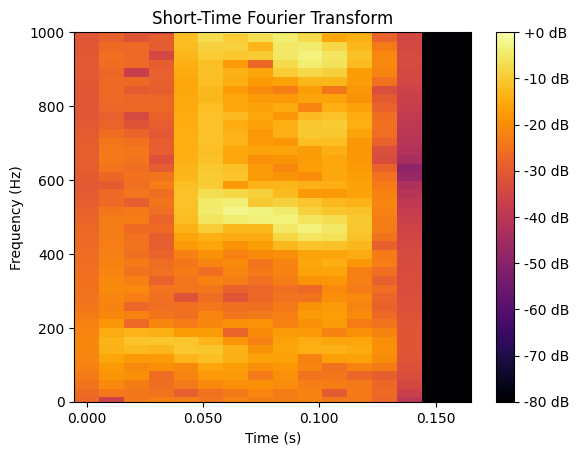 Short-Time Fourier Transform
1000
800
600
400
200
0
Frequency (Hz)
0.000
0.050
0.100
0.150
Time (s)
+0 dB
-10 dB
-20 dB
-30 dB
-40 dB
-50 dB
-60 dB
-70 dB
-80 dB